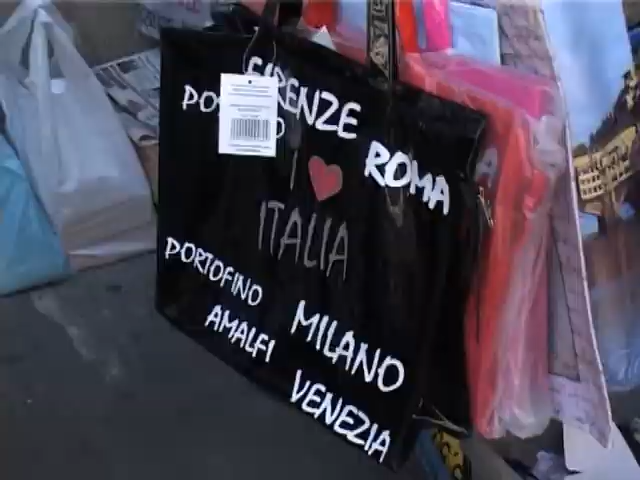 FIRENZE
ROMA
I ❤
ITALIA
PORTOFINO
MILANO
AMALFI
VENEZIA